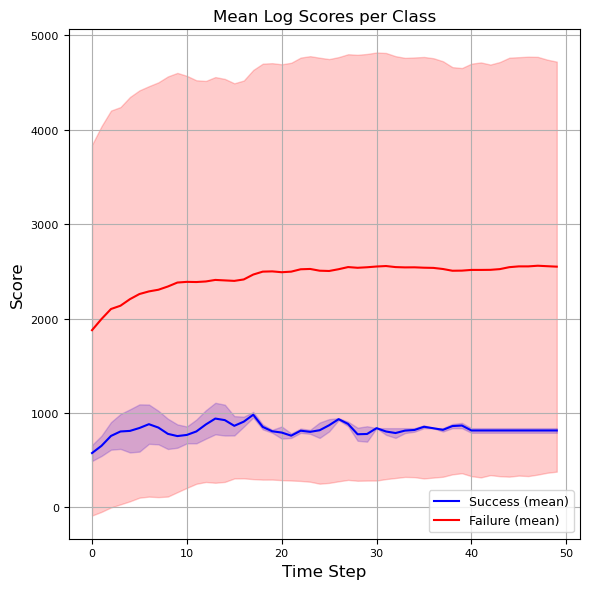 Mean Log Scores per Class
Score
5000
4000
3000
2000
1000
0
Success (mean)
Failure (mean)
0 10 20 30 40 50
Time Step